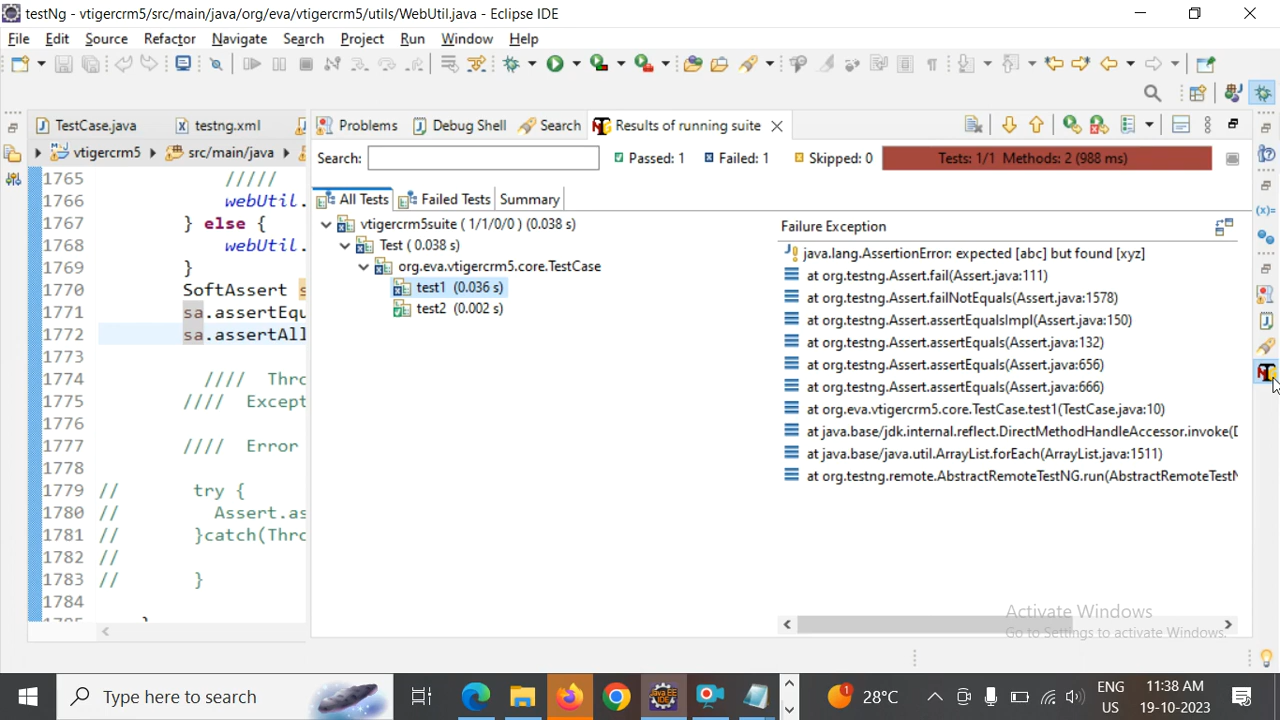 testNg - vtigercrm5/src/main/java/org/eva/vtigercrm5/utils/WebUtil.java - Eclipse IDE
File Edit Source Refactor Navigate Search Project Run Window Help
TestCase.java testng.xml Problems Debug Shell Search Results of running suite
vtigercrm5 src/main/java
Search: Passed: 1 Failed: 1 Skipped: 0 Tests: 1/1 Methods: 2 (988 ms)
All Tests Failed Tests Summary
1765 /////
1766 webUtil.
1767 } else {
1768 webUtil.
1769 }
1770 SoftAssert s
1771 sa.assertEqu
1772 sa.assertAll
1773
1774 //// Thro
1775 //// Except
1776
1777 //// Error
1778
1779 // try {
1780 // Assert.as
1781 // }catch(Thro
1782 //
1783 // }
1784
vtigercrm5suite ( 1/1/0/0 ) (0.038 s)
Test ( 0.038 s)
org.eva.vtigercrm5.core.TestCase
test1 (0.036 s)
test2 (0.002 s)
Failure Exception
java.lang.AssertionError: expected [abc] but found [xyz]
at org.testng.Assert.fail(Assert.java:111)
at org.testng.Assert.failNotEquals(Assert.java:1578)
at org.testng.Assert.assertEqualsImpl(Assert.java:150)
at org.testng.Assert.assertEquals(Assert.java:132)
at org.testng.Assert.assertEquals(Assert.java:656)
at org.testng.Assert.assertEquals(Assert.java:666)
at org.eva.vtigercrm5.core.TestCase.test1(TestCase.java:10)
at java.base/jdk.internal.reflect.DirectMethodHandleAccessor.invoke(D
at java.base/java.util.ArrayList.forEach(ArrayList.java:1511)
at org.testng.remote.AbstractRemoteTestNG.run(AbstractRemoteTestN
Activate Windows
Go to Settings to activate Windows.
Type here to search
28°C
ENG
US
11:38 AM
19-10-2023